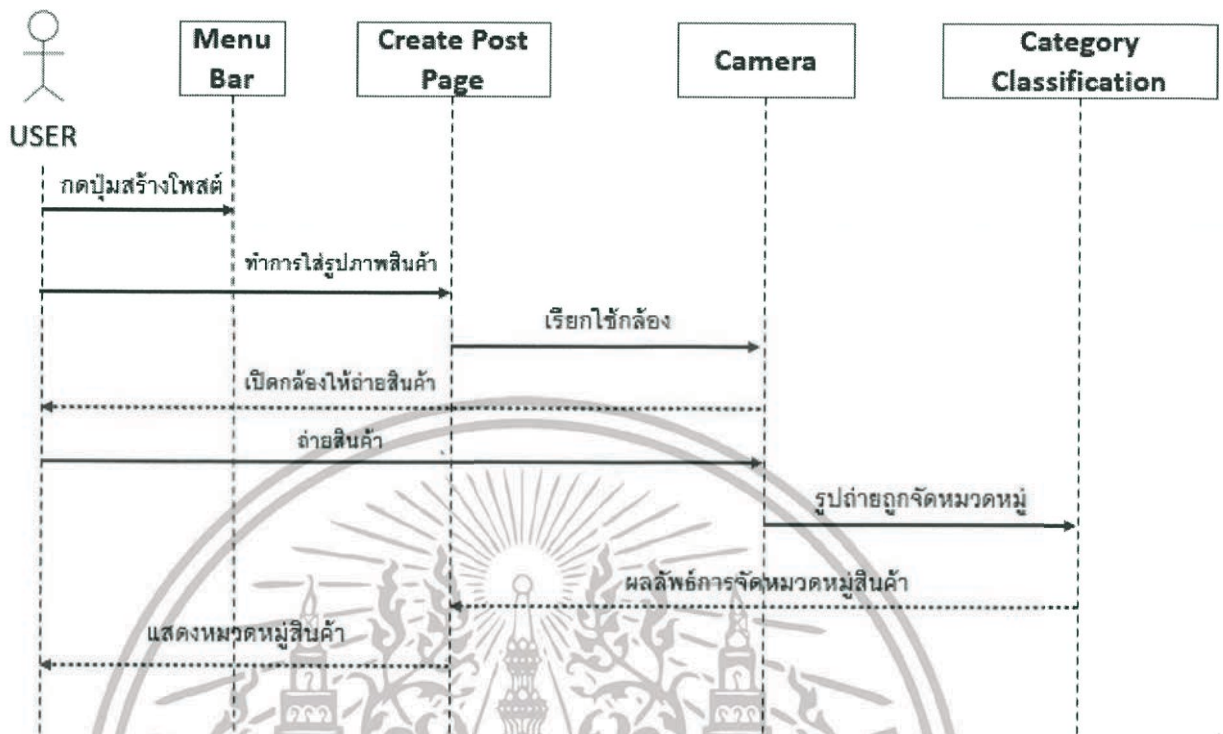 Menu
Bar
Create Post
Page
Camera
Category
Classification
USER
กดปุ่มสร้างโพสต์
ทำการใส่รูปภาพสินค้า
เรียกใช้กล้อง
เปิดกล้องให้ถ่ายสินค้า
ถ่ายสินค้า
รูปถ่ายถูกจัดหมวดหมู่
ผลลัพธ์การจัดหมวดหมู่สินค้า
แสดงหมวดหมู่สินค้า